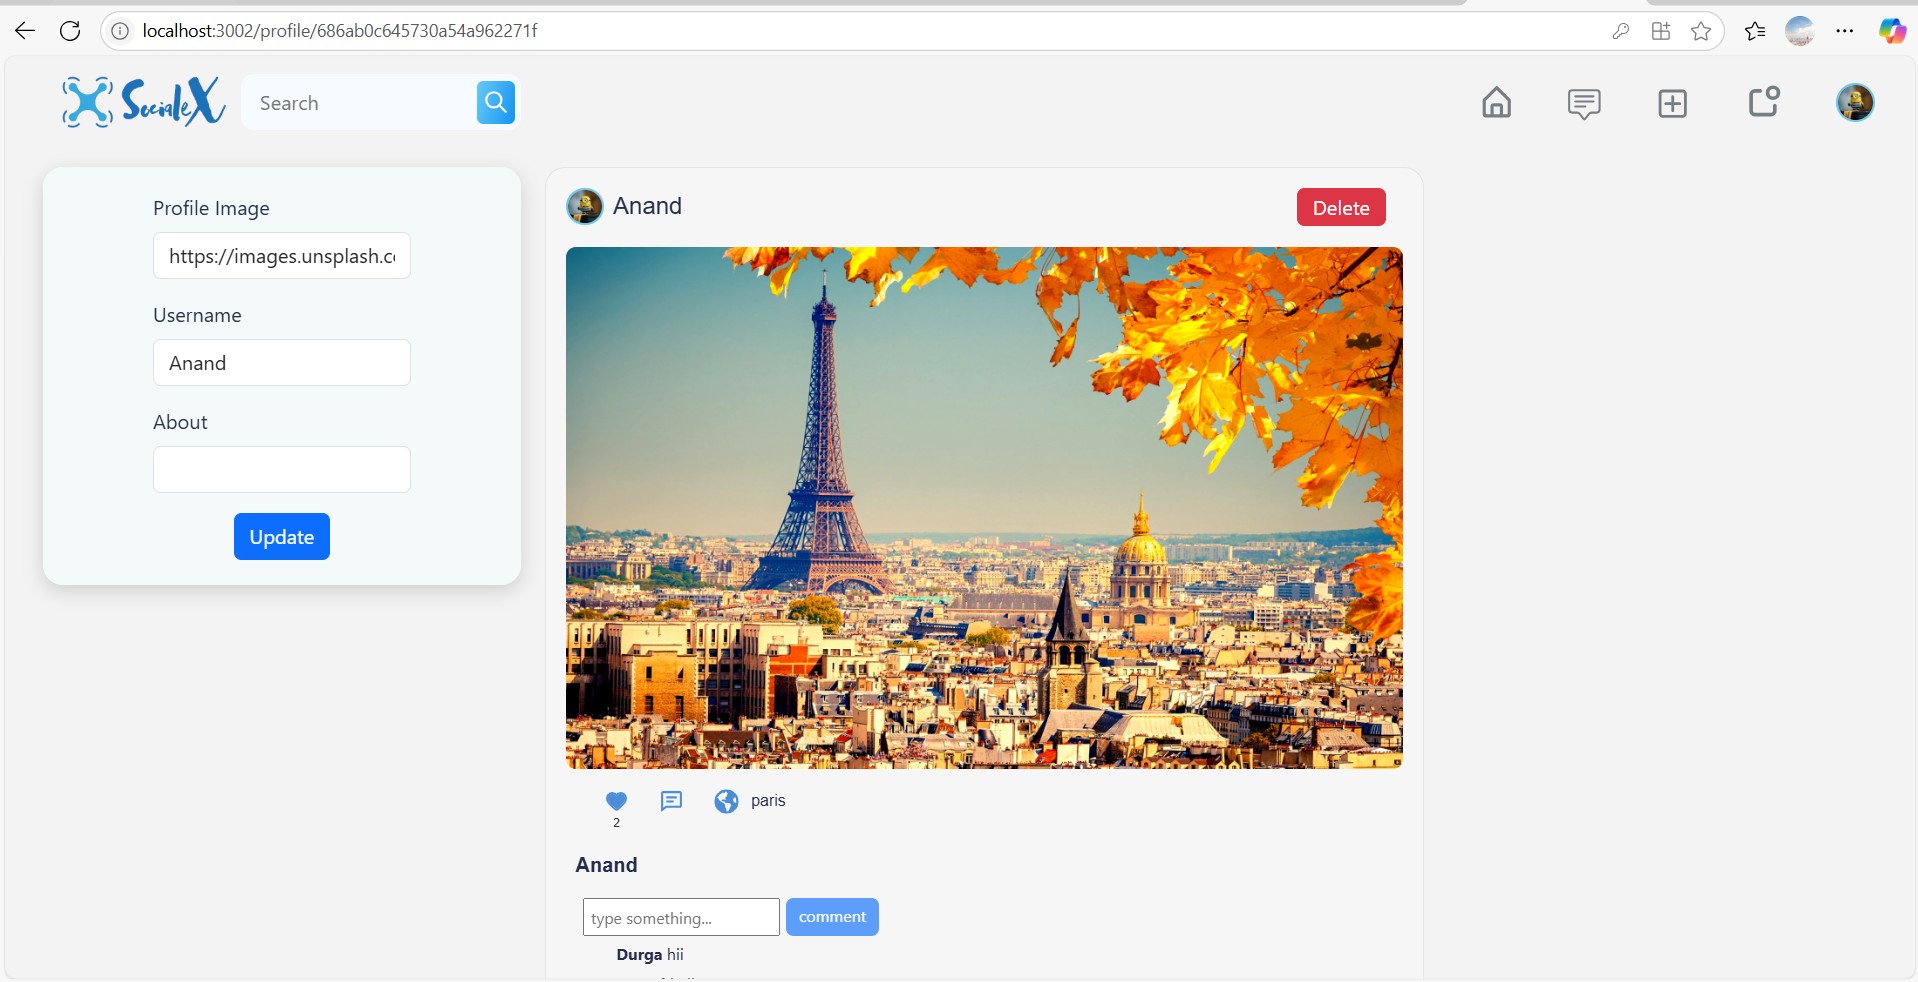 localhost:3002/profile/686ab0c645730a54a962271f
SocialeX
Search
Profile Image
https://images.unsplash.c
Username
Anand
About
Update
Anand
Delete
paris
2
Anand
type something...
comment
Durga hii